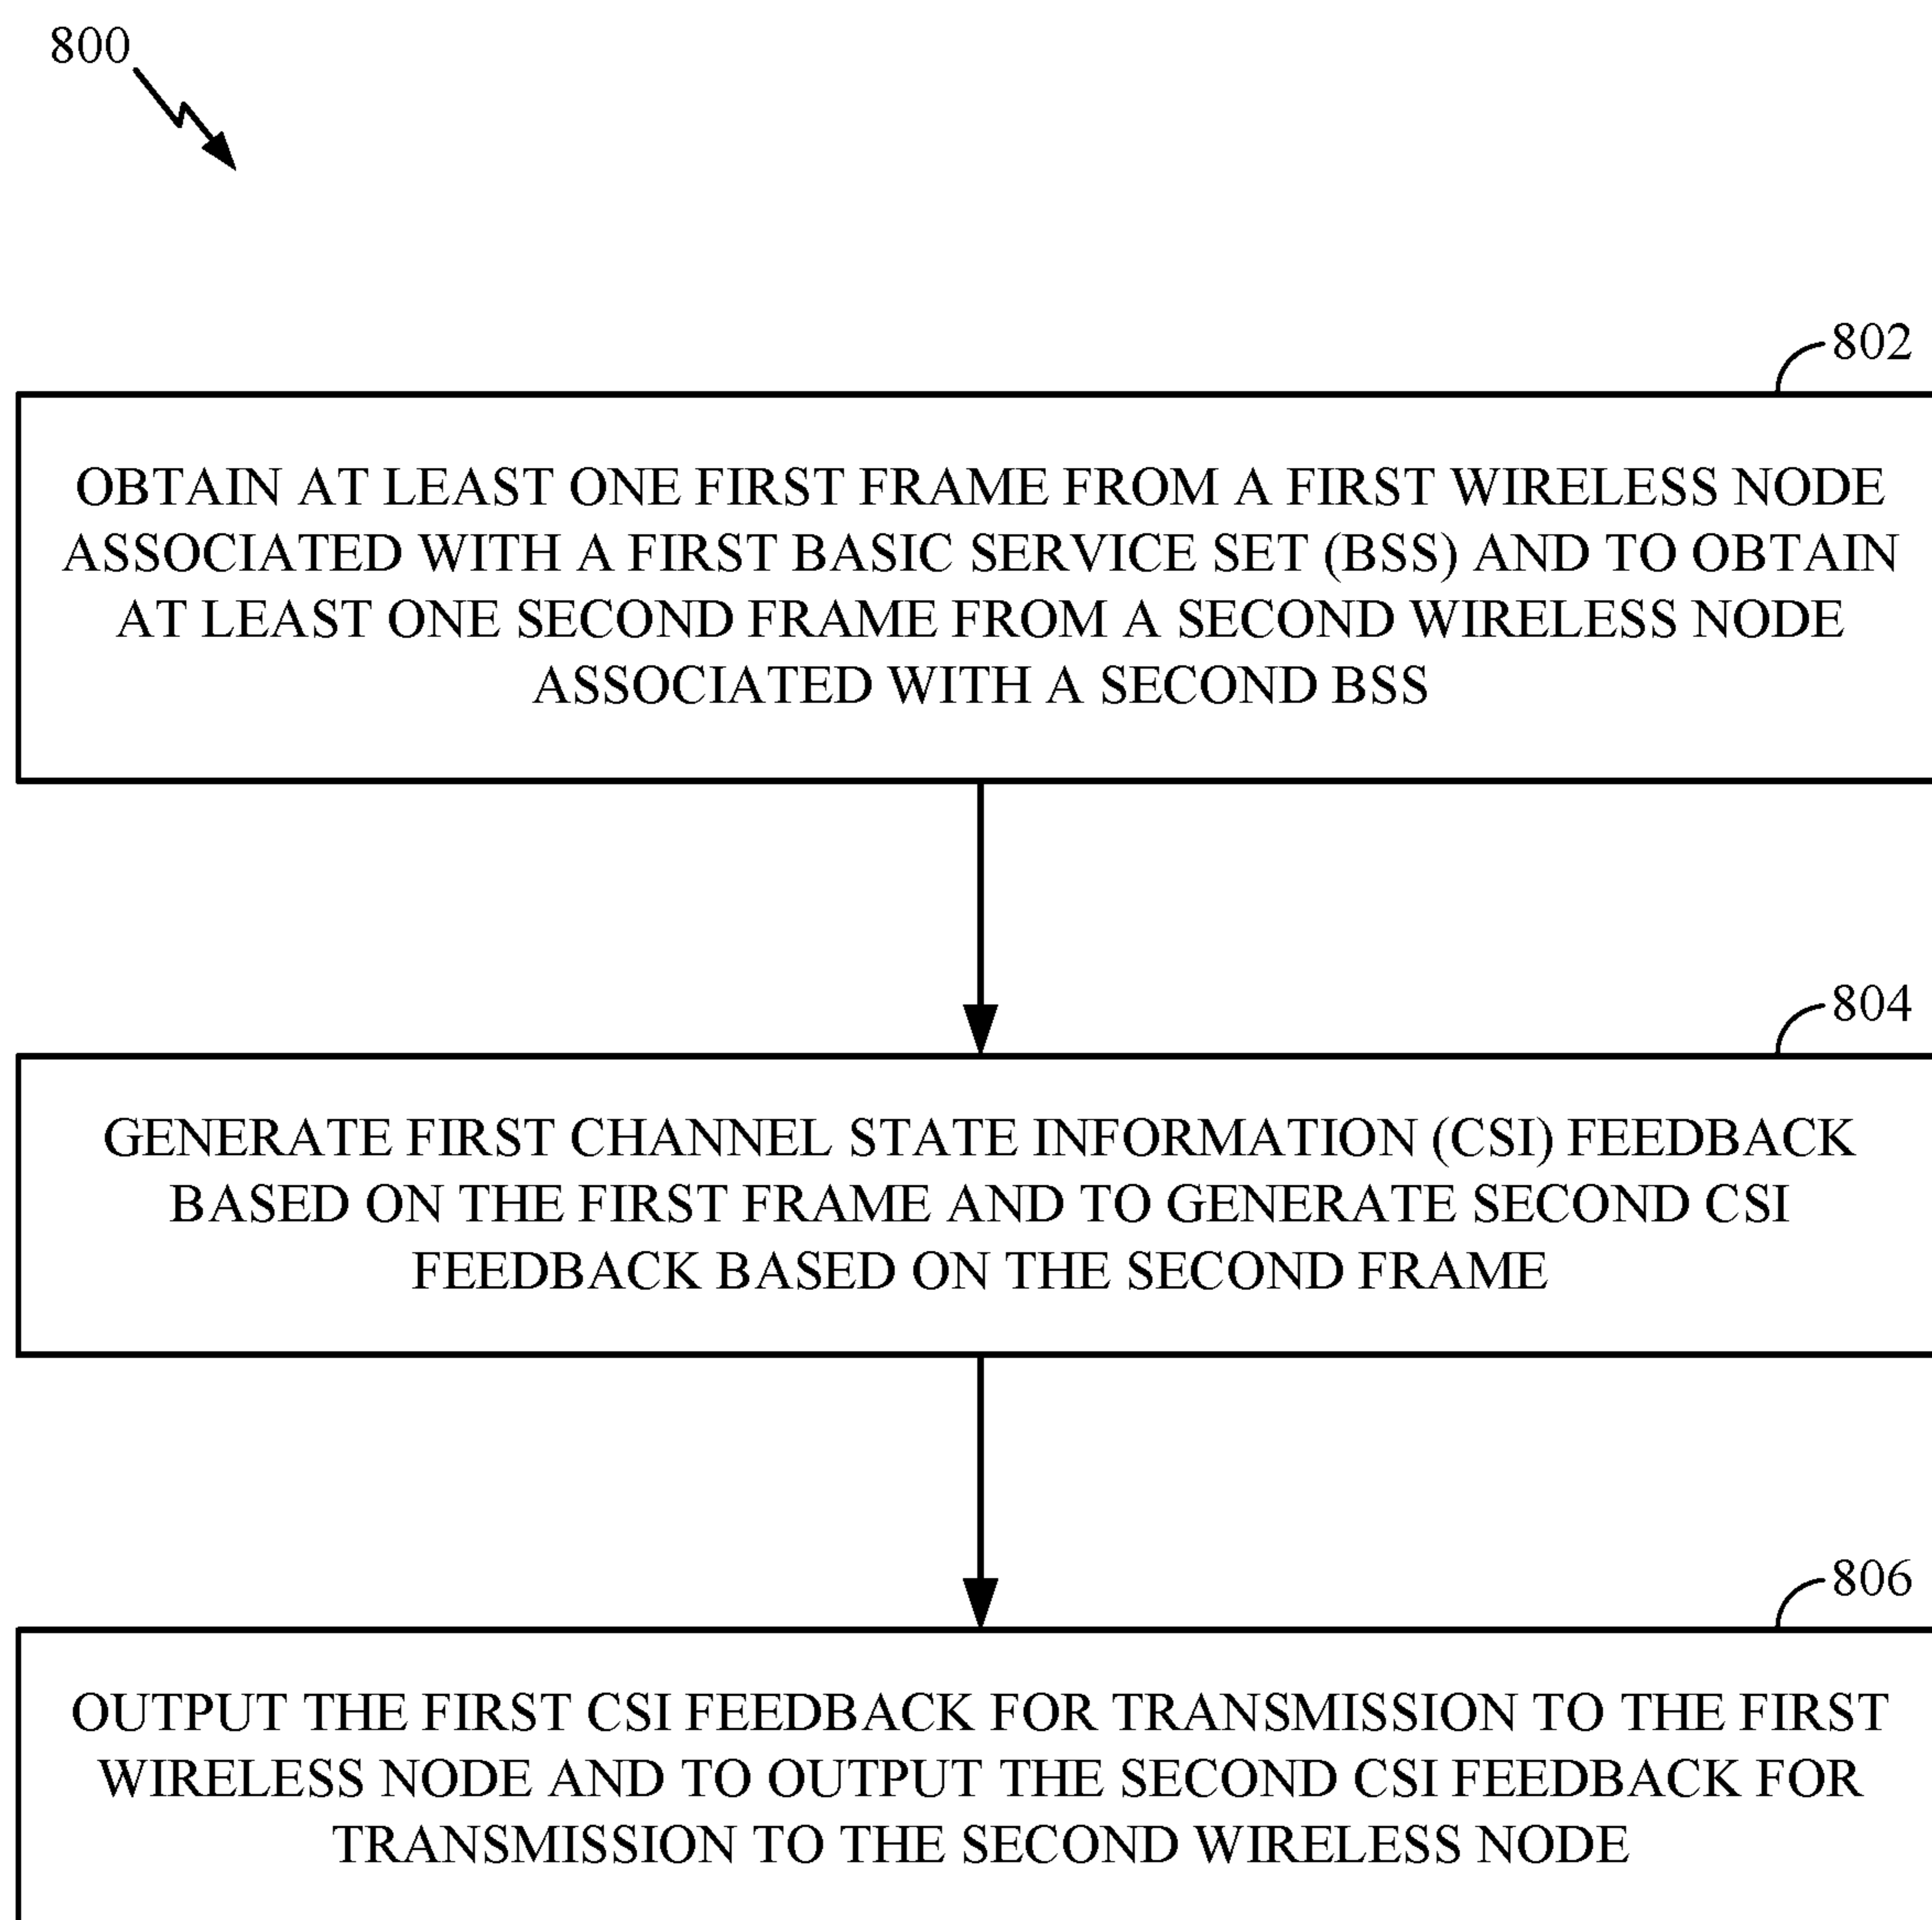 800
802
OBTAIN AT LEAST ONE FIRST FRAME FROM A FIRST WIRELESS NODE
ASSOCIATED WITH A FIRST BASIC SERVICE SET (BSS) AND TO OBTAIN
AT LEAST ONE SECOND FRAME FROM A SECOND WIRELESS NODE
ASSOCIATED WITH A SECOND BSS
804
GENERATE FIRST CHANNEL STATE INFORMATION (CSI) FEEDBACK
BASED ON THE FIRST FRAME AND TO GENERATE SECOND CSI
FEEDBACK BASED ON THE SECOND FRAME
806
OUTPUT THE FIRST CSI FEEDBACK FOR TRANSMISSION TO THE FIRST
WIRELESS NODE AND TO OUTPUT THE SECOND CSI FEEDBACK FOR
TRANSMISSION TO THE SECOND WIRELESS NODE